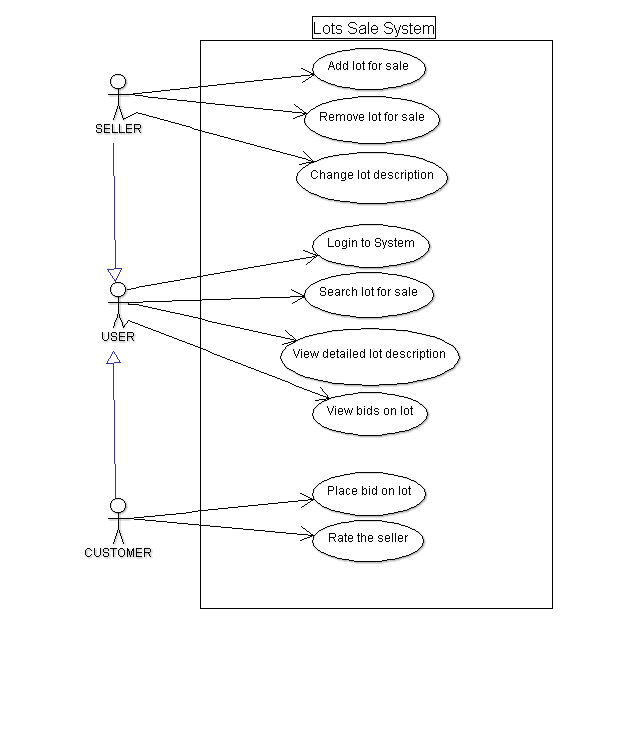 Lots Sale System
Add lot for sale
Remove lot for sale
SELLER
Change lot description
Login to System
Search lot for sale
USER
View detailed lot description
View bids on lot
Place bid on lot
Rate the seller
CUSTOMER